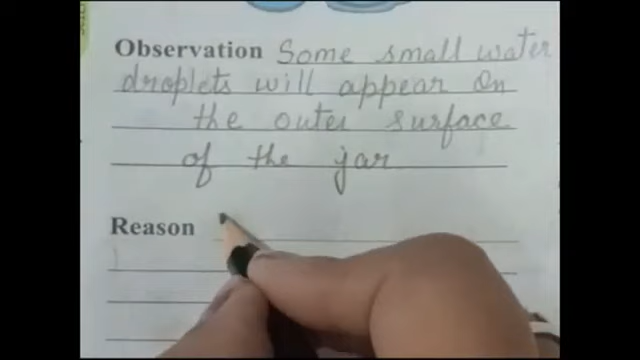 Observation Some small water
droplets will appear on
the outer surface
of the jar
Reason